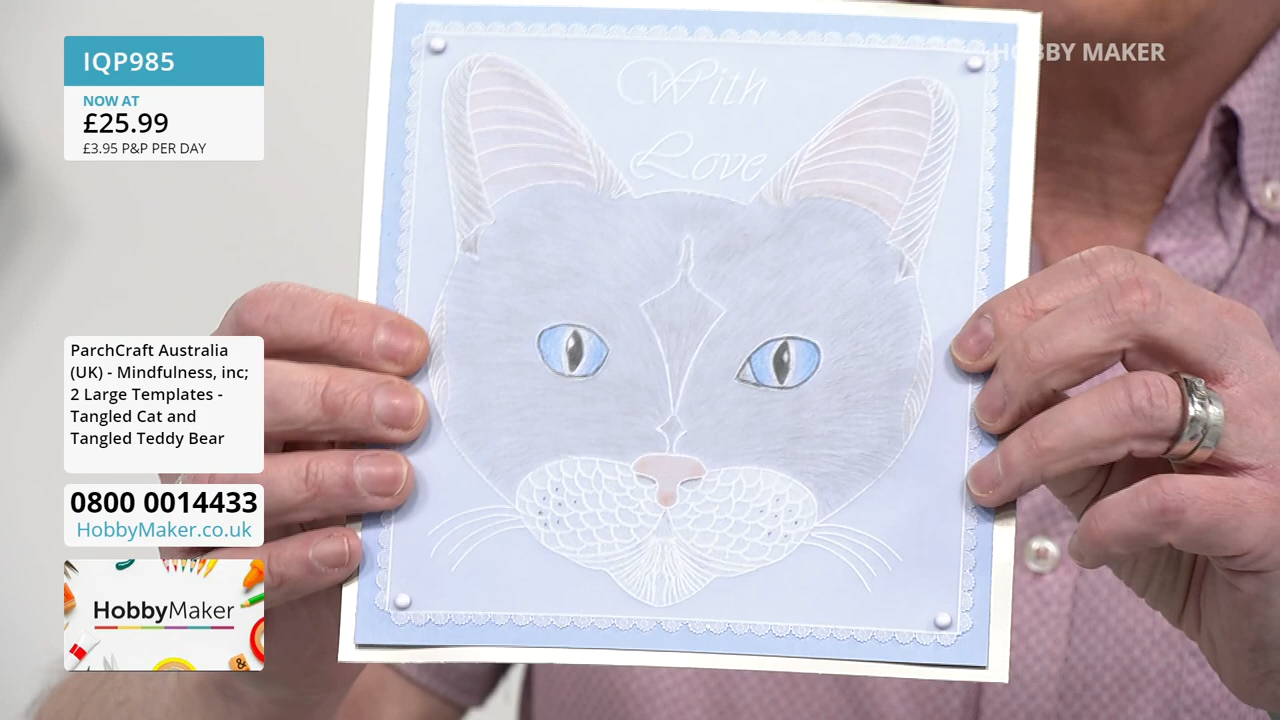 IQP985
NOW AT
£25.99
£3.95 P&P PER DAY
ParchCraft Australia
(UK) - Mindfulness, inc;
2 Large Templates -
Tangled Cat and
Tangled Teddy Bear
0800 0014433
HobbyMaker.co.uk
HobbyMaker
&
With
Love
HOBBY MAKER